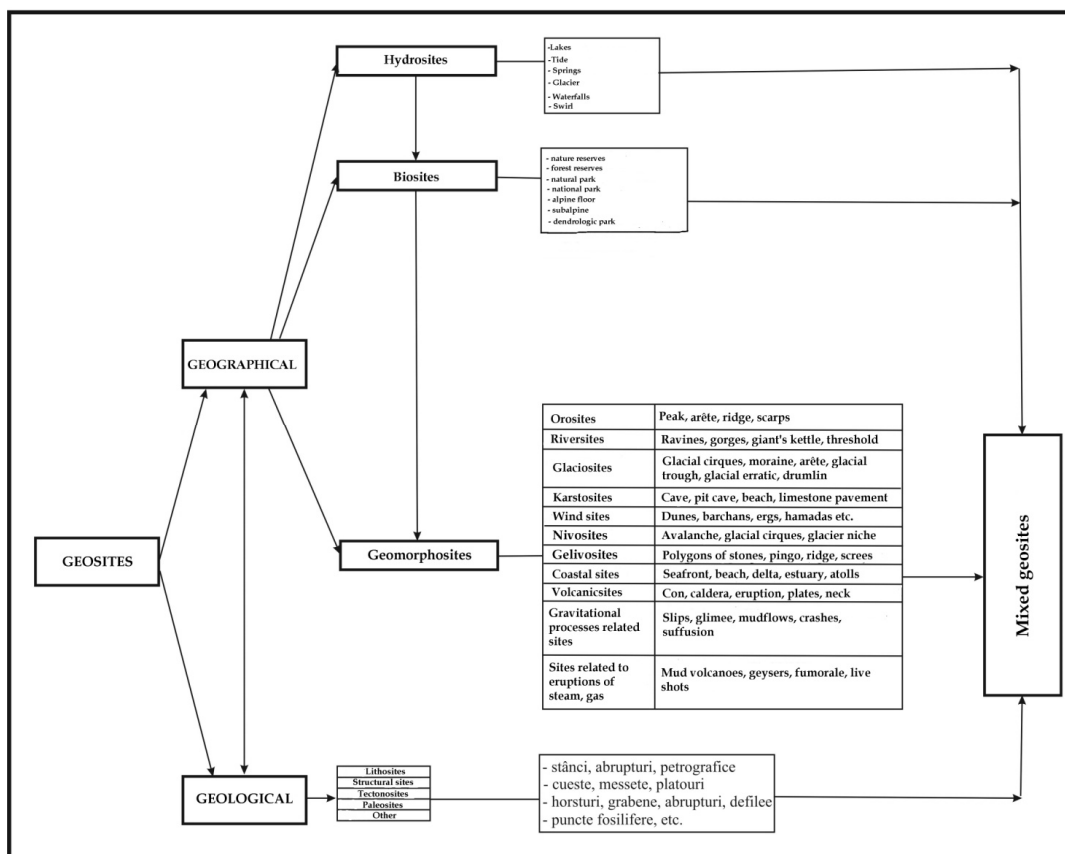 Hydrosites
-Lakes
-Tide
- Springs
- Glacier
- Waterfalls
- Swirl
Biosites
- nature reserves
- forest reserves
- natural park
- national park
- alpine floor
- subalpine
- dendrologic park
GEOGRAPHICAL
GEOSITES
Geomorphosites
Orosites
Peak, arête, ridge, scarps
Riversites
Ravines, gorges, giant's kettle, threshold
Glaciosites
Glacial cirques, moraine, arête, glacial
trough, glacial erratic, drumlin
Karstosites
Cave, pit cave, beach, limestone pavement
Wind sites
Dunes, barchans, ergs, hamadas etc.
Nivosites
Avalanche, glacial cirques, glacier niche
Gelivosites
Polygons of stones, pingo, ridge, screes
Coastal sites
Seafront, beach, delta, estuary, atolls
Volcanicsites
Con, caldera, eruption, plates, neck
Gravitational
processes related
sites
Slips, glimee, mudflows, crashes,
suffusion
Sites related to
eruptions of
steam, gas
Mud volcanoes, geysers, fumorale, live
shots
Mixed geosites
GEOLOGICAL
Lithosites
Structural sites
Tectonosites
Paleosites
Other
- stânci, abrupturi, petrografice
- cueste, messete, platouri
- horsturi, grabene, abrupturi, defilee
- puncte fosilifere, etc.